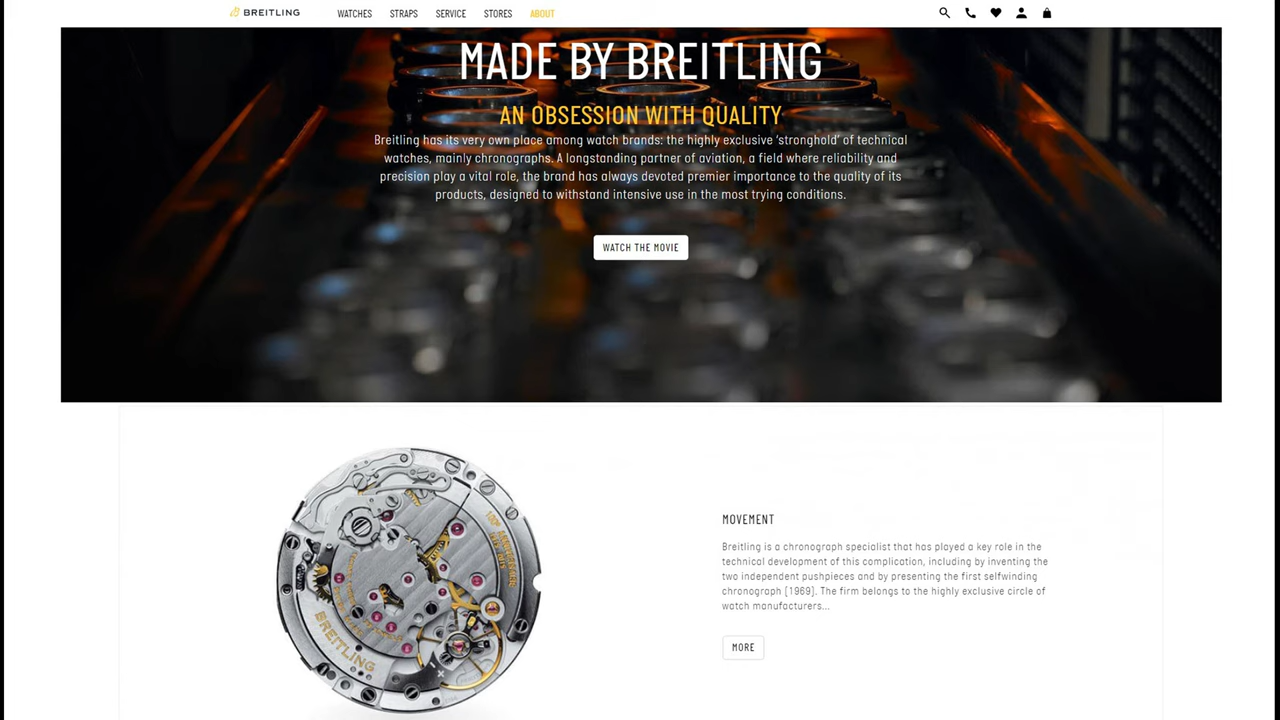 BREITLING WATCHES STRAPS SERVICE STORES ABOUT
MADE BY BREITLING
AN OBSESSION WITH QUALITY
Breitling has its very own place among watch brands: the highly exclusive ‘stronghold’ of technical
watches, mainly chronographs. A longstanding partner of aviation, a field where reliability and
precision play a vital role, the brand has always devoted premier importance to the quality of its
products, designed to withstand intensive use in the most trying conditions.
WATCH THE MOVIE
BREITLING
MOVEMENT
Breitling is a chronograph specialist that has played a key role in the
technical development of this complication, including by inventing the
two independent pushpieces and by presenting the first selfwinding
chronograph [1969]. The firm belongs to the highly exclusive circle of
watch manufacturers...
MORE